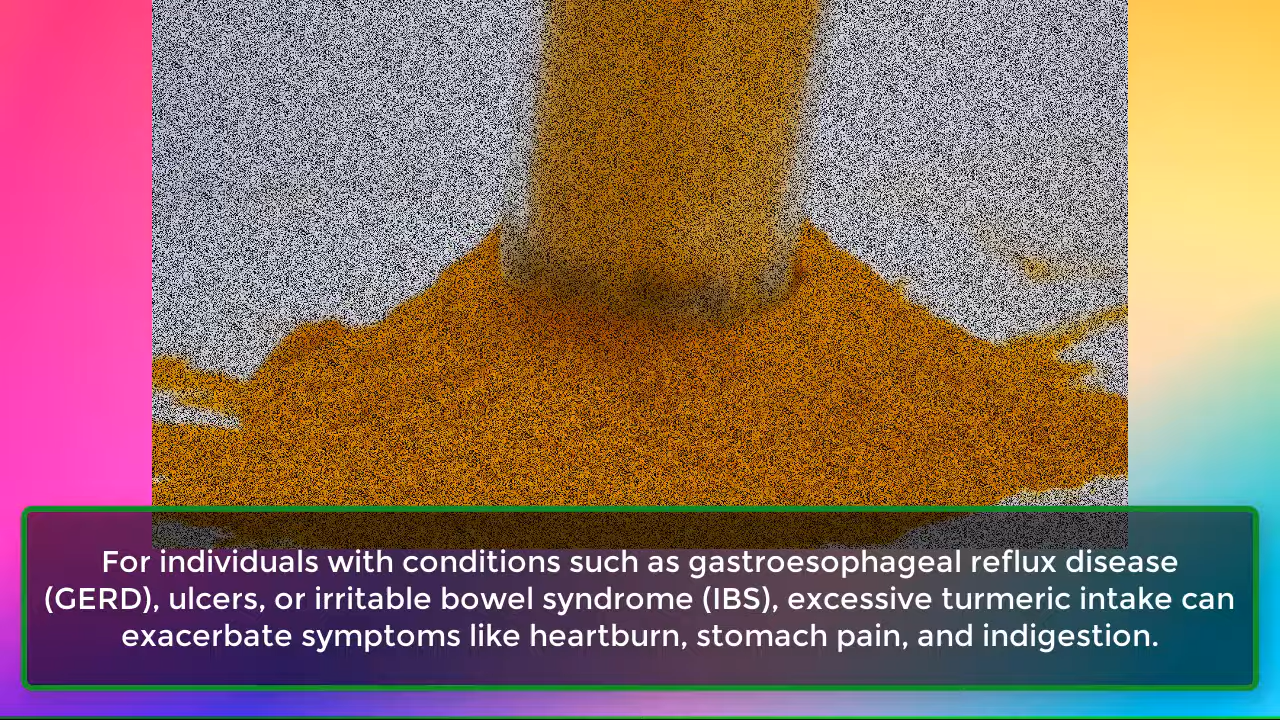 For individuals with conditions such as gastroesophageal reflux disease
(GERD), ulcers, or irritable bowel syndrome (IBS), excessive turmeric intake can
exacerbate symptoms like heartburn, stomach pain, and indigestion.